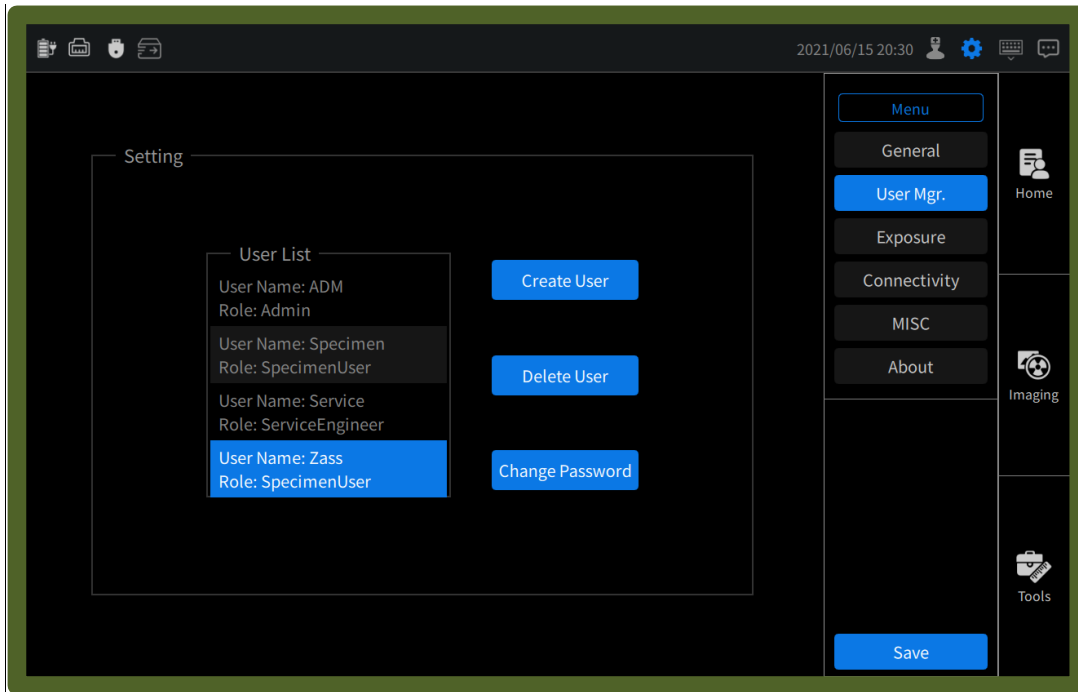 2021/06/15 20:30
Setting
User List
User Name: ADM
Role: Admin
User Name: Specimen
Role: SpecimenUser
User Name: Service
Role: ServiceEngineer
User Name: Zass
Role: SpecimenUser
Create User
Delete User
Change Password
Menu
General
User Mgr.
Exposure
Connectivity
MISC
About
Save
Home
Imaging
Tools